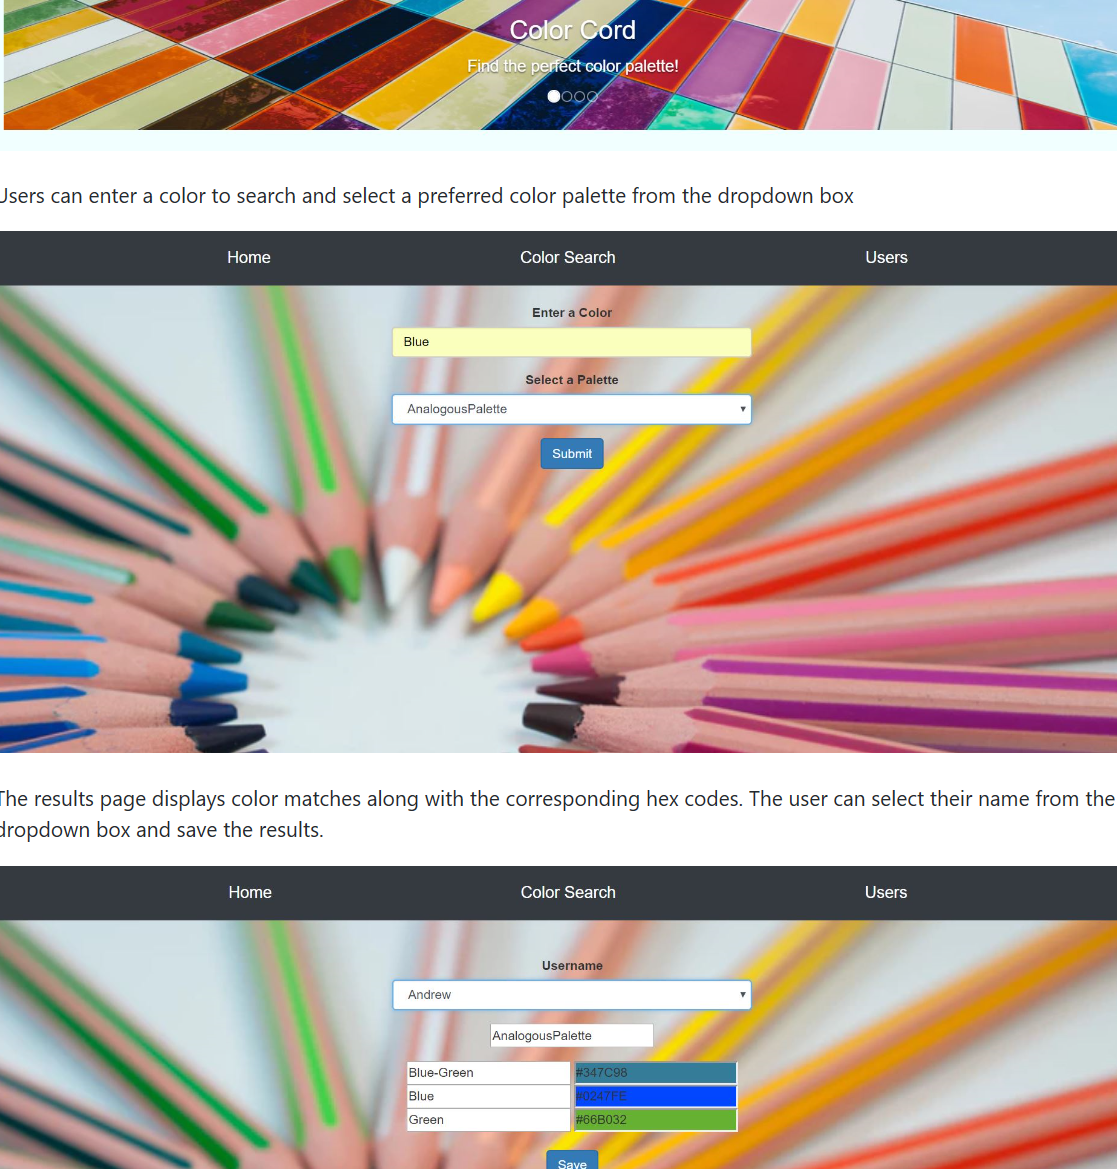 Color Cord
Find the perfect color palette!
Users can enter a color to search and select a preferred color palette from the dropdown box
Home Color Search Users
Enter a Color
Blue
Select a Palette
AnalogousPalette
Submit
The results page displays color matches along with the corresponding hex codes. The user can select their name from the
dropdown box and save the results.
Home Color Search Users
Username
Andrew
AnalogousPalette
Blue-Green #347C98
Blue #0247FE
Green #66B032
Save